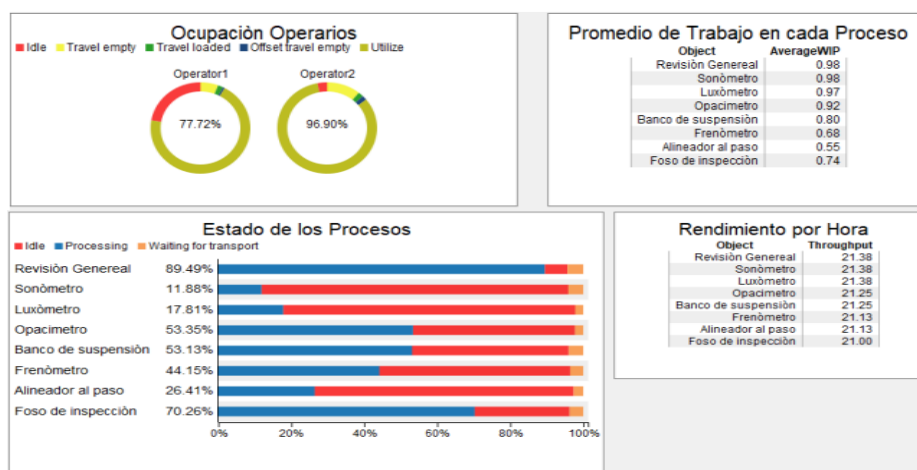 Ocupaciòn Operarios
Idle Travel empty Travel loaded Offset travel empty Utilize
Operator1 Operator2
77.72% 96.90%
Promedio de Trabajo en cada Proceso
Object AverageWIP
Revisiòn Genereal 0.98
Sonòmetro 0.98
Luxòmetro 0.97
Opacimetro 0.92
Banco de suspensiòn 0.80
Frenòmetro 0.68
Alineador al paso 0.55
Foso de inspecciòn 0.74
Estado de los Procesos
Idle Processing Waiting for transport
Revisiòn Genereal 89.49%
Sonòmetro 11.88%
Luxòmetro 17.81%
Opacimetro 53.35%
Banco de suspensiòn 53.13%
Frenòmetro 44.15%
Alineador al paso 26.41%
Foso de inspecciòn 70.26%
0% 20% 40% 60% 80% 100%
Rendimiento por Hora
Object Throughput
Revisiòn Genereal 21.38
Sonòmetro 21.38
Luxòmetro 21.38
Opacimetro 21.25
Banco de suspensiòn 21.25
Frenòmetro 21.13
Alineador al paso 21.13
Foso de inspecciòn 21.00